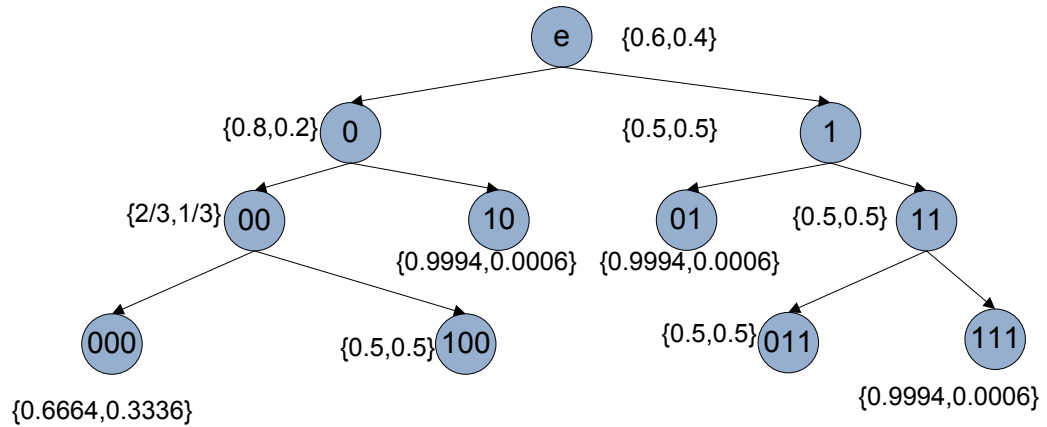 e {0.6,0.4}
{0.8,0.2} 0 {0.5,0.5} 1
{2/3,1/3} 00 10 01 {0.5,0.5} 11
{0.9994,0.0006} {0.9994,0.0006}
000 {0.5,0.5} 100 {0.5,0.5} 011 111
{0.6664,0.3336} {0.9994,0.0006}